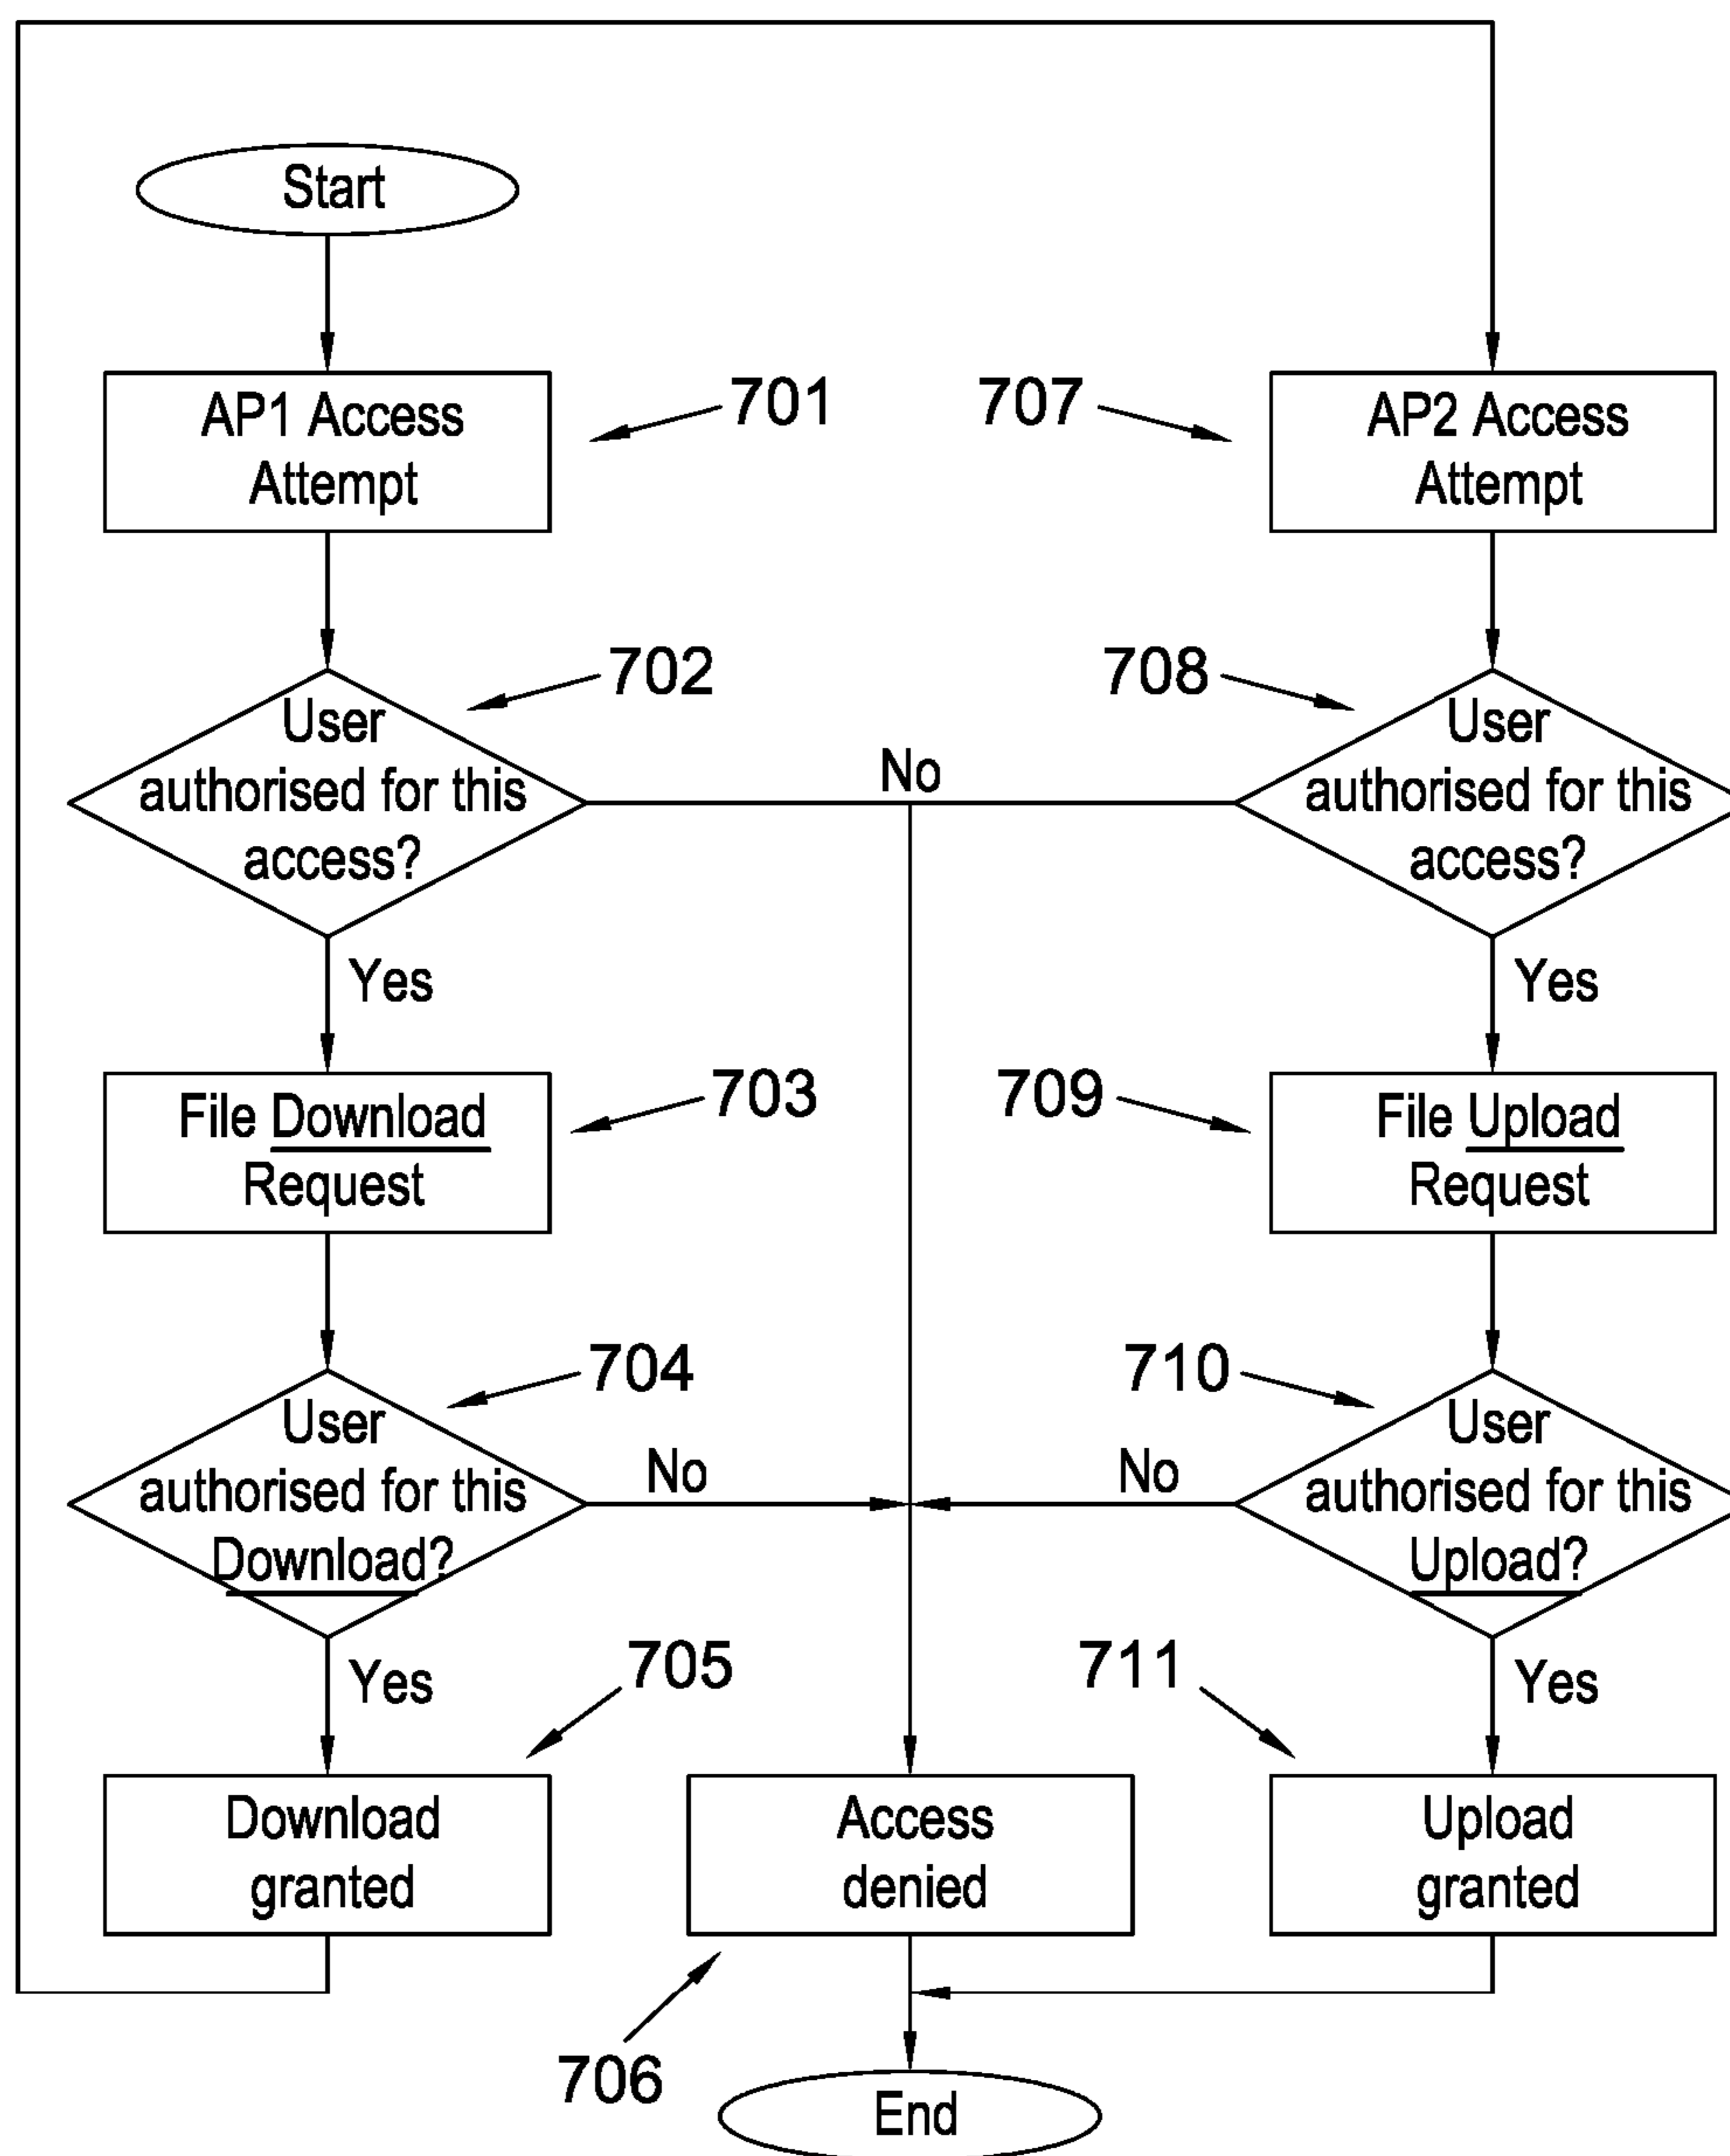 Start
AP1 Access
Attempt
701
707
AP2 Access
Attempt
702
708
User
authorised for this
access?
No
User
authorised for this
access?
Yes
Yes
File Download
Request
703
709
File Upload
Request
704
710
User
authorised for this
Download?
No
No
User
authorised for this
Upload?
Yes
705
711
Yes
Download
granted
Access
denied
Upload
granted
706
End